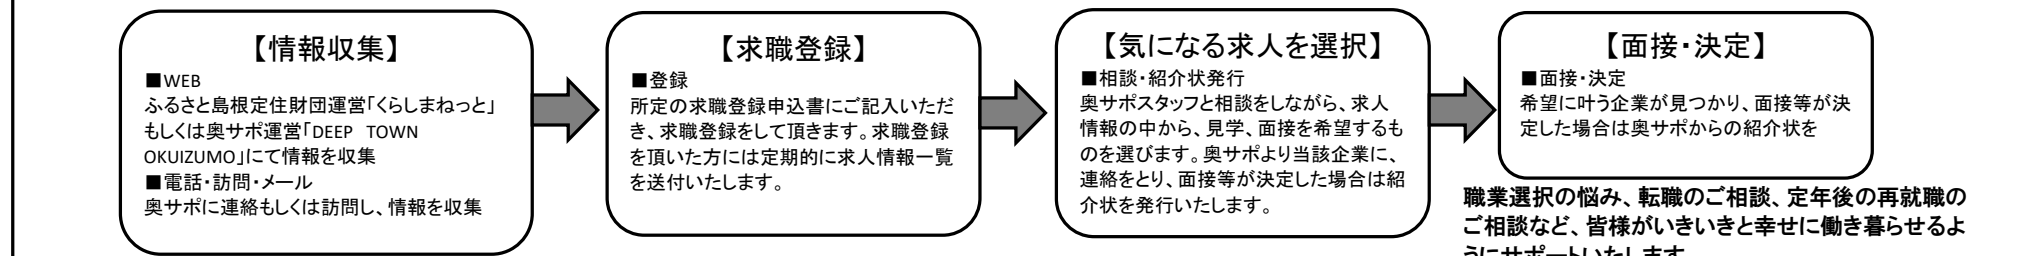 【情報収集】
■WEB
ふるさと島根定住財団運営「くらしまねっと」
もしくは奥サポ運営「DEEP　TOWN
OKUIZUMO」にて情報を収集
■電話・訪問・メール
奥サポに連絡もしくは訪問し、情報を収集
【求職登録】
■登録
所定の求職登録申込書にご記入いただ
き、求職登録をして頂きます。求職登録
を頂いた方には定期的に求人情報一覧
を送付いたします。
【気になる求人を選択】
■相談・紹介状発行
奥サポスタッフと相談をしながら、求人
情報の中から、見学、面接を希望するも
のを選びます。奥サポより当該企業に、
連絡をとり、面接等が決定した場合は紹
介状を発行いたします。
【面接・決定】
■面接・決定
希望に叶う企業が見つかり、面接等が決
定した場合は奥サポからの紹介状を
職業選択の悩み、転職のご相談、定年後の再就職の
ご相談など、皆様がいきいきと幸せに働き暮らせるよ
うにサポートいたします